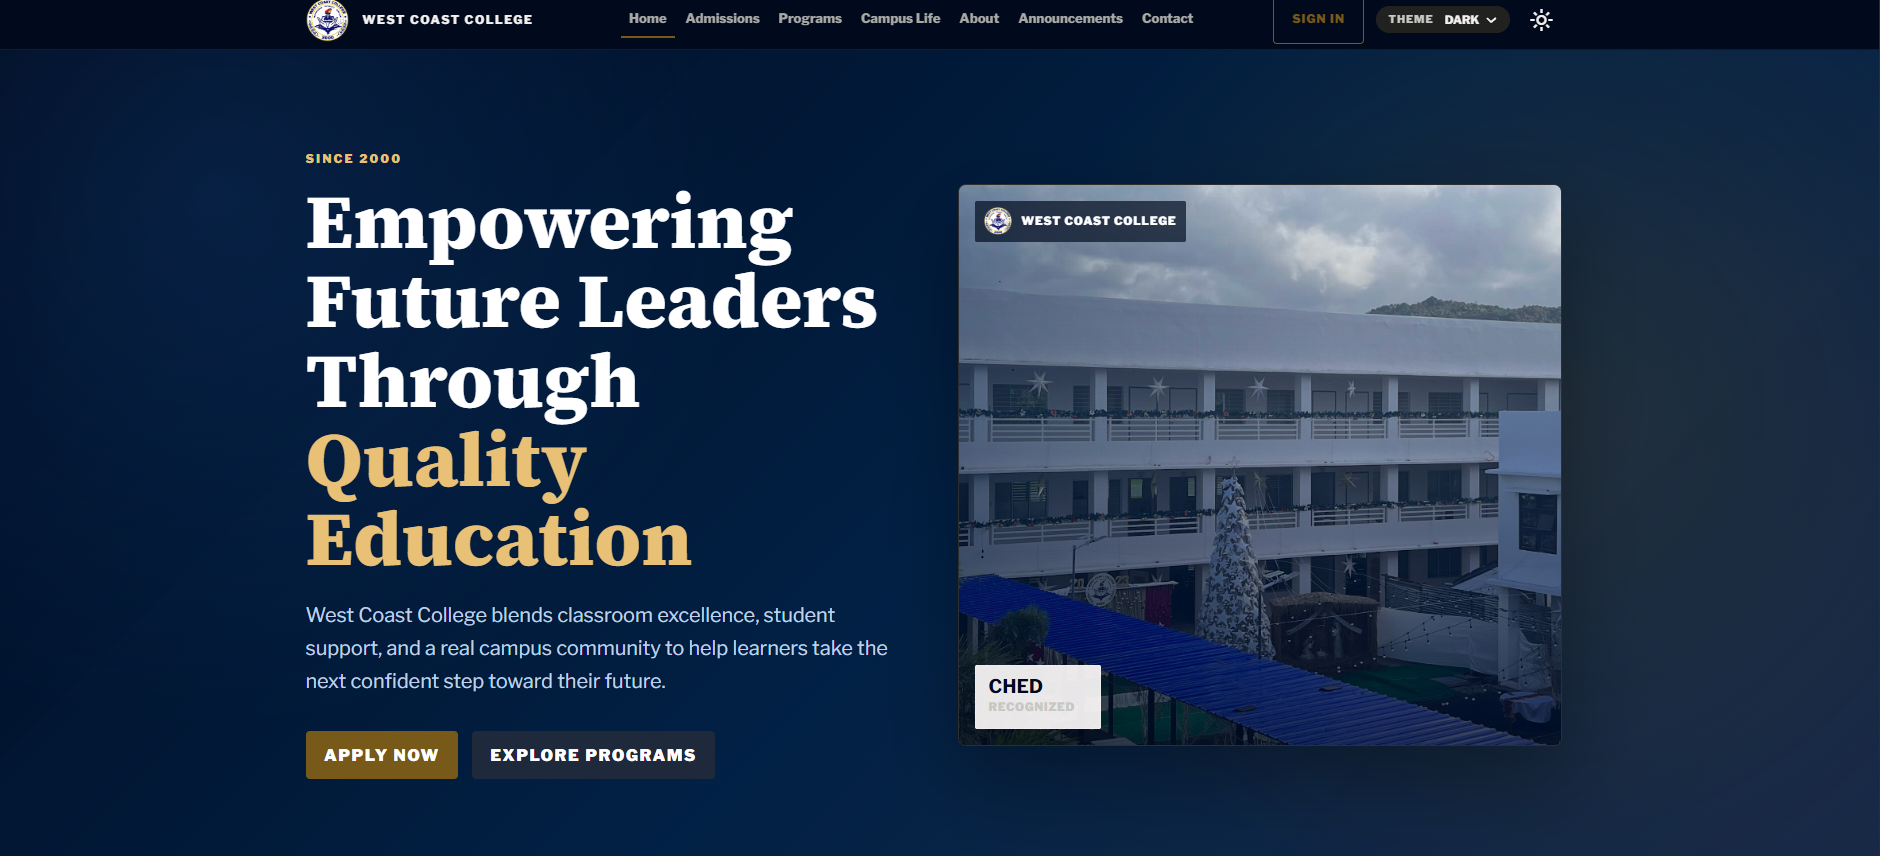 WEST COAST COLLEGE
Home Admissions Programs Campus Life About Announcements Contact
SIGN IN
THEME DARK
SINCE 2000
Empowering
Future Leaders
Through
Quality
Education
West Coast College blends classroom excellence, student
support, and a real campus community to help learners take the
next confident step toward their future.
APPLY NOW
EXPLORE PROGRAMS
WEST COAST COLLEGE
CHED
RECOGNIZED